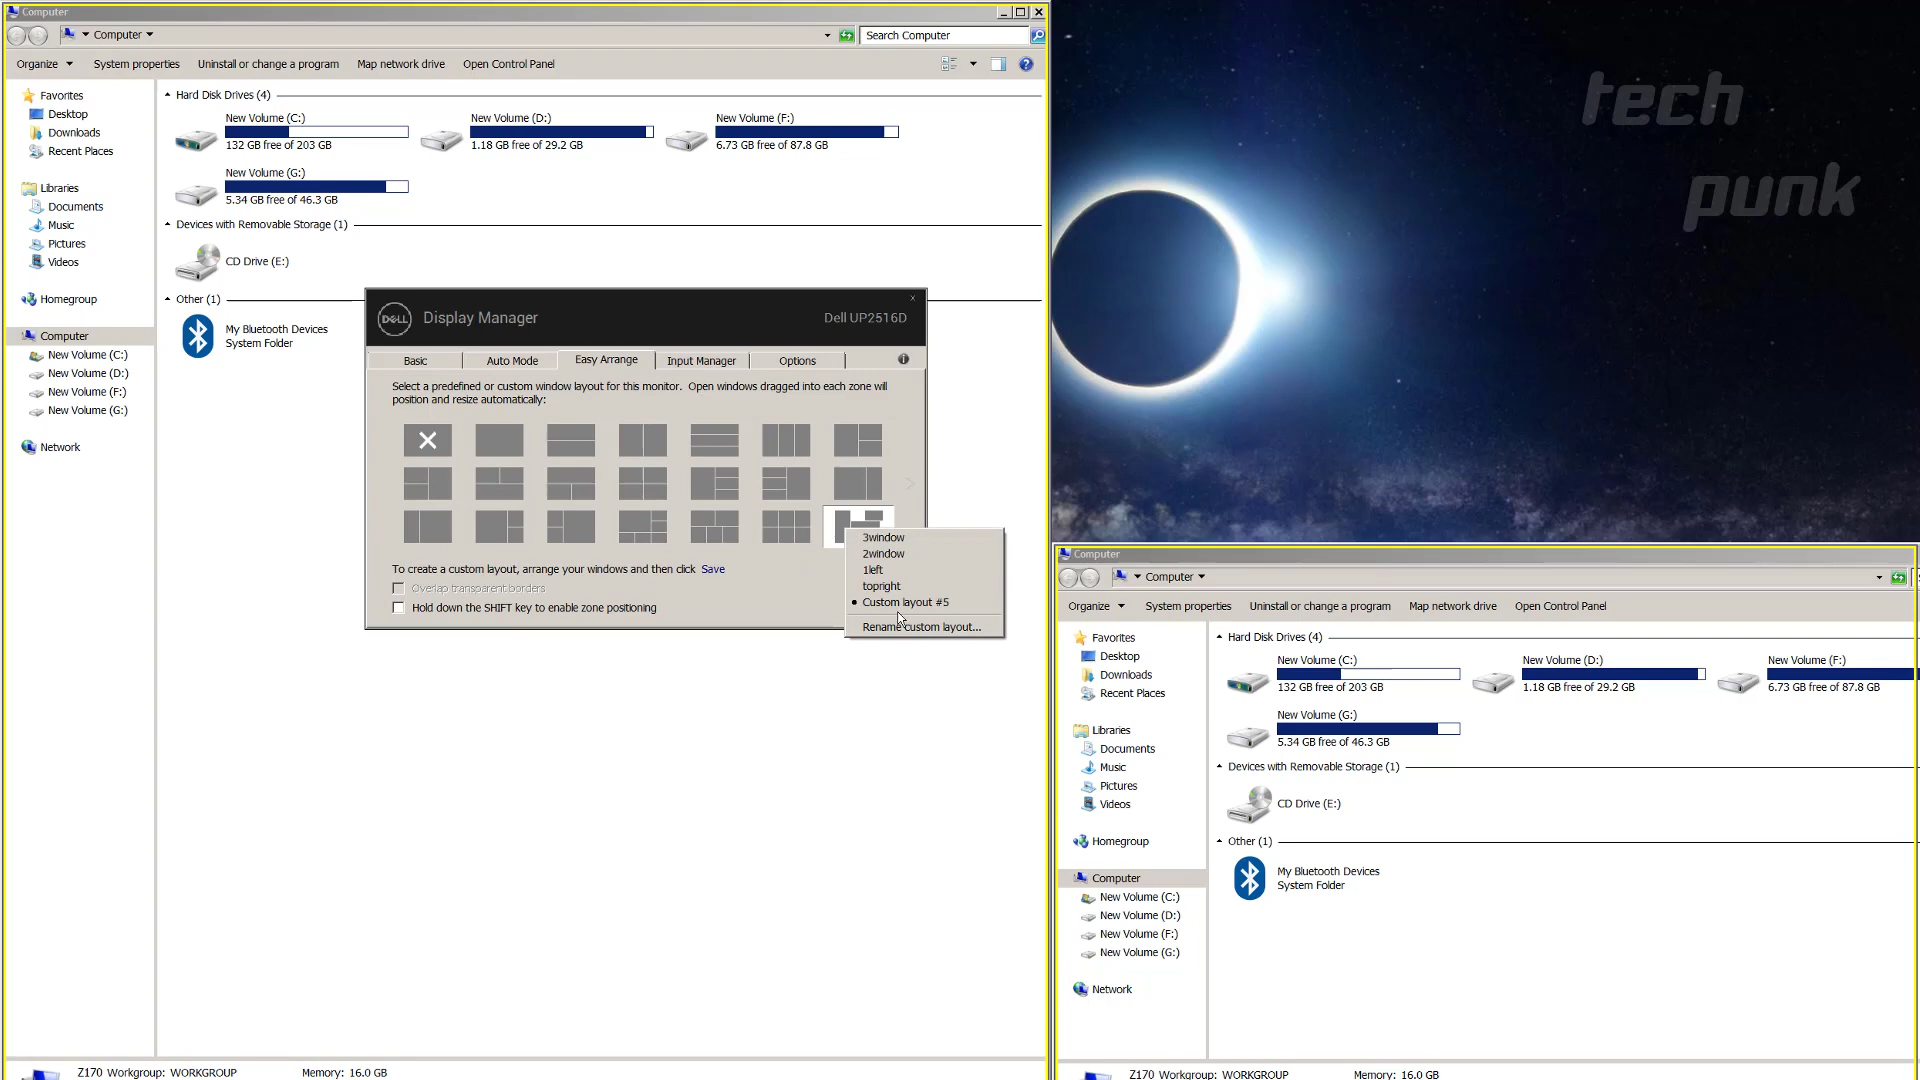 Computer
Computer
Search Computer
Organize
System properties
Uninstall or change a program
Map network drive
Open Control Panel
Favorites
Desktop
Downloads
Recent Places
Libraries
Documents
Music
Pictures
Videos
Homegroup
Computer
New Volume (C:)
New Volume (D:)
New Volume (F:)
New Volume (G:)
Network
Hard Disk Drives (4)
New Volume (C:)
132 GB free of 203 GB
New Volume (D:)
1.18 GB free of 29.2 GB
New Volume (F:)
6.73 GB free of 87.8 GB
New Volume (G:)
5.34 GB free of 46.3 GB
Devices with Removable Storage (1)
CD Drive (E:)
Other (1)
My Bluetooth Devices
System Folder
Z170 Workgroup: WORKGROUP
Memory: 16.0 GB
DELL
Display Manager
Dell UP2516D
Basic
Auto Mode
Easy Arrange
Input Manager
Options
Select a predefined or custom window layout for this monitor. Open windows dragged into each zone will
position and resize automatically:
To create a custom layout, arrange your windows and then click Save
Overlap transparent borders
Hold down the SHIFT key to enable zone positioning
3window
2window
1left
topright
Custom layout #5
Rename custom layout...
tech
punk
Computer
Computer
Organize
System properties
Uninstall or change a program
Map network drive
Open Control Panel
Favorites
Desktop
Downloads
Recent Places
Libraries
Documents
Music
Pictures
Videos
Homegroup
Computer
New Volume (C:)
New Volume (D:)
New Volume (F:)
New Volume (G:)
Network
Hard Disk Drives (4)
New Volume (C:)
132 GB free of 203 GB
New Volume (D:)
1.18 GB free of 29.2 GB
New Volume (F:)
6.73 GB free of 87.8 GB
New Volume (G:)
5.34 GB free of 46.3 GB
Devices with Removable Storage (1)
CD Drive (E:)
Other (1)
My Bluetooth Devices
System Folder
Z170 Workgroup: WORKGROUP
Memory: 16.0 GB